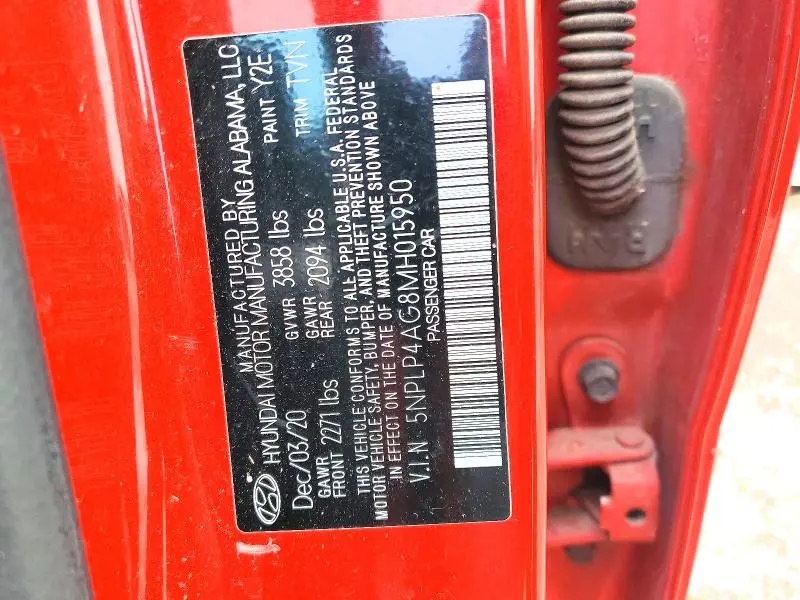 MANUFACTURED BY
HYUNDAI MOTOR MANUFACTURING ALABAMA, LLC
Dec/03/20 GVWR 3858 lbs PAINT Y2E
GAWR FRONT 2271 lbs GAWR REAR 2094 lbs TRIM TVN
THIS VEHICLE CONFORMS TO ALL APPLICABLE U.S.A. FEDERAL
MOTOR VEHICLE SAFETY, BUMPER, AND THEFT PREVENTION STANDARDS
IN EFFECT ON THE DATE OF MANUFACTURE SHOWN ABOVE
V.I.N 5NPLP4AG8MH015950
PASSENGER CAR